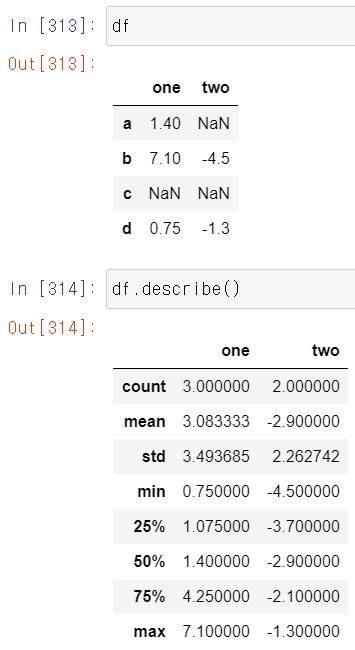 In [313]: df
Out[313]:
one two
a 1.40 NaN
b 7.10 -4.5
c NaN NaN
d 0.75 -1.3
In [314]: df.describe()
Out[314]:
one two
count 3.000000 2.000000
mean 3.083333 -2.900000
std 3.493685 2.262742
min 0.750000 -4.500000
25% 1.075000 -3.700000
50% 1.400000 -2.900000
75% 4.250000 -2.100000
max 7.100000 -1.300000